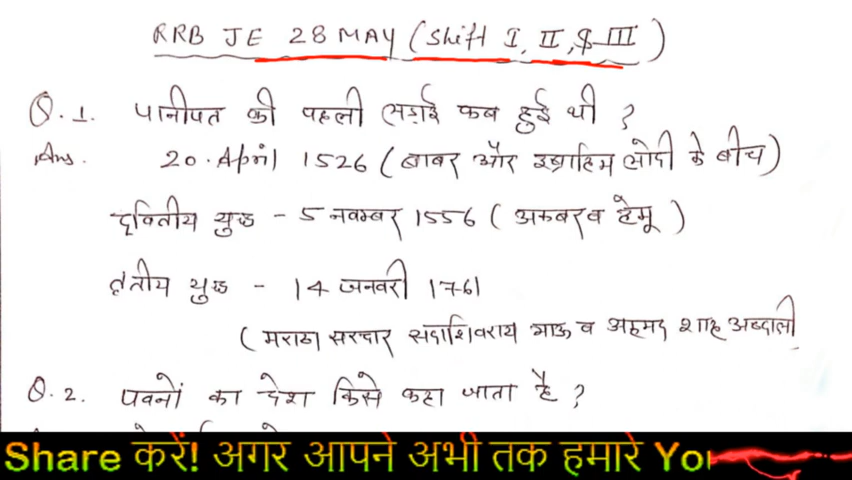 RRB JE 28 MAY (Shift I, II, & III)
Q.1. पानीपत की पहली लड़ाई कब हुई थी ?
Ans. 20. April 1526 (बाबर और इब्राहिम लोदी के बीच)
द्वितीय युद्ध - 5 नवम्बर 1556 ( अकबर व हेमू )
तृतीय युद्ध - 14 जनवरी 1761
( मराठा सरदार सदाशिवराय भाऊ व अहमद शाह अब्दाली
Q.2. पवनों का देश किसे कहा जाता है ?
Share करें! अगर आपने अभी तक हमारे You